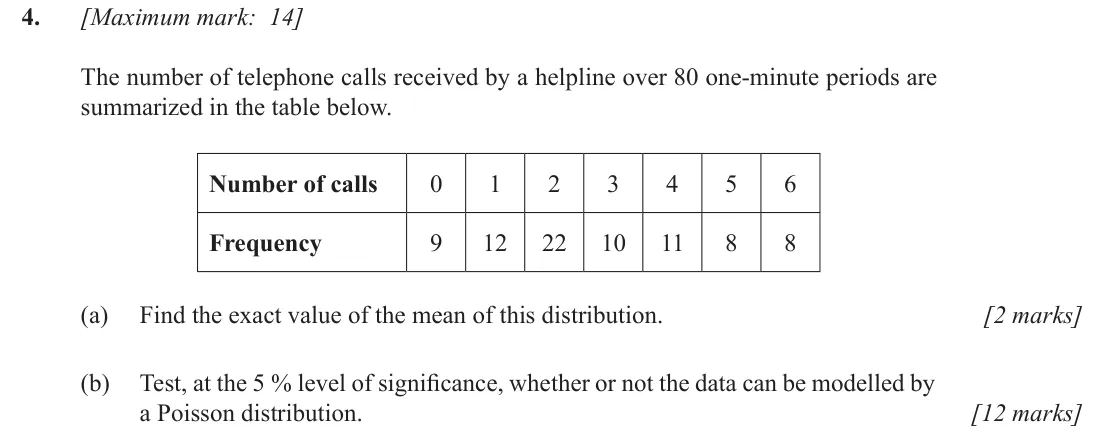 4. [Maximum mark: 14]
The number of telephone calls received by a helpline over 80 one-minute periods are
summarized in the table below.
Number of calls 0 1 2 3 4 5 6
Frequency 9 12 22 10 11 8 8
(a) Find the exact value of the mean of this distribution. [2 marks]
(b) Test, at the 5 % level of significance, whether or not the data can be modelled by
a Poisson distribution. [12 marks]